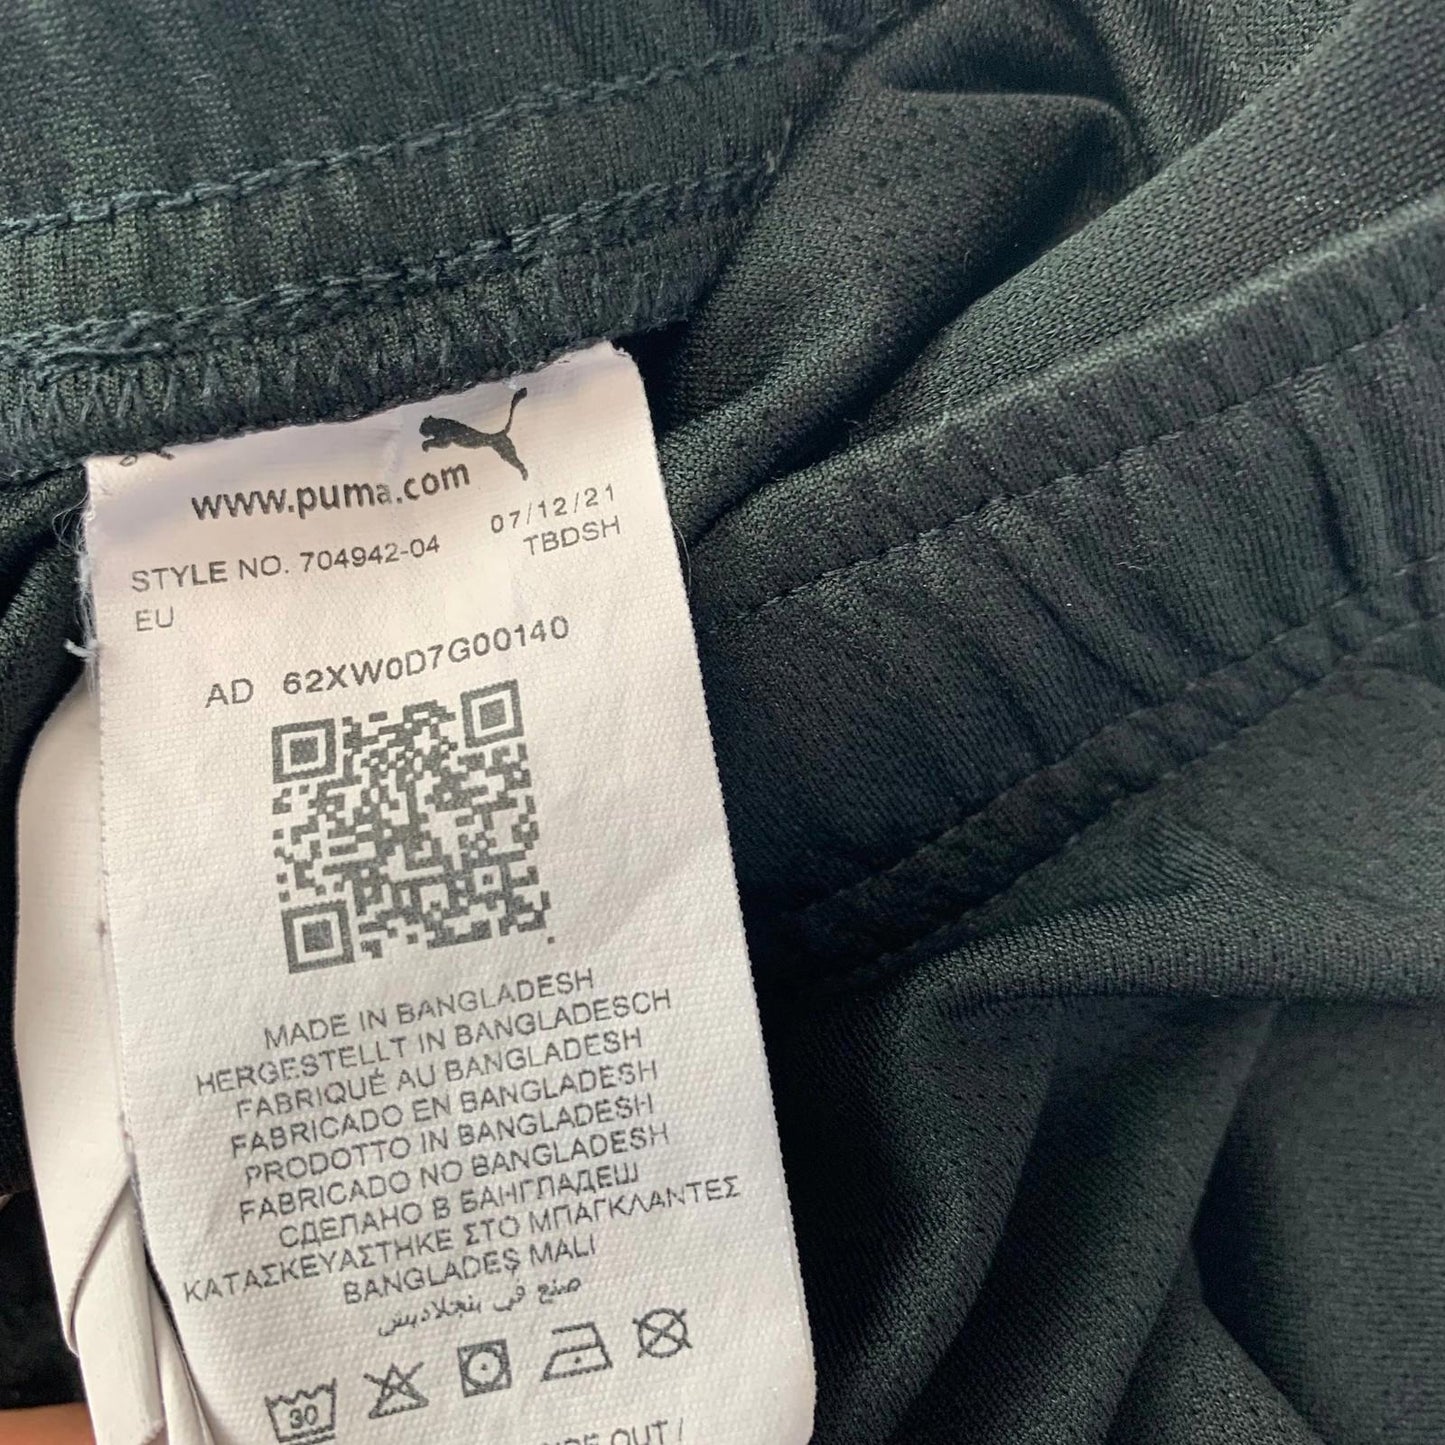 www.puma.com
07/12/21
STYLE NO. 704942-04
TBDSH
EU
AD 62XW0D7G00140
MADE IN BANGLADESH
HERGESTELLT IN BANGLADESCH
FABRIQUÉ AU BANGLADESH
FABRICADO EN BANGLADESH
PRODOTTO IN BANGLADESH
FABRICADO NO BANGLADESH
СДЕЛАНО В БАНГЛАДЕШ
ΚΑΤΑΣΚΕΥΑΣΤΗΚΕ ΣΤΟ ΜΠΑΓΚΛΑΝΤΕΣ
BANGLADEŞ MALI
صنع في بنجلاديش
30
OUT /